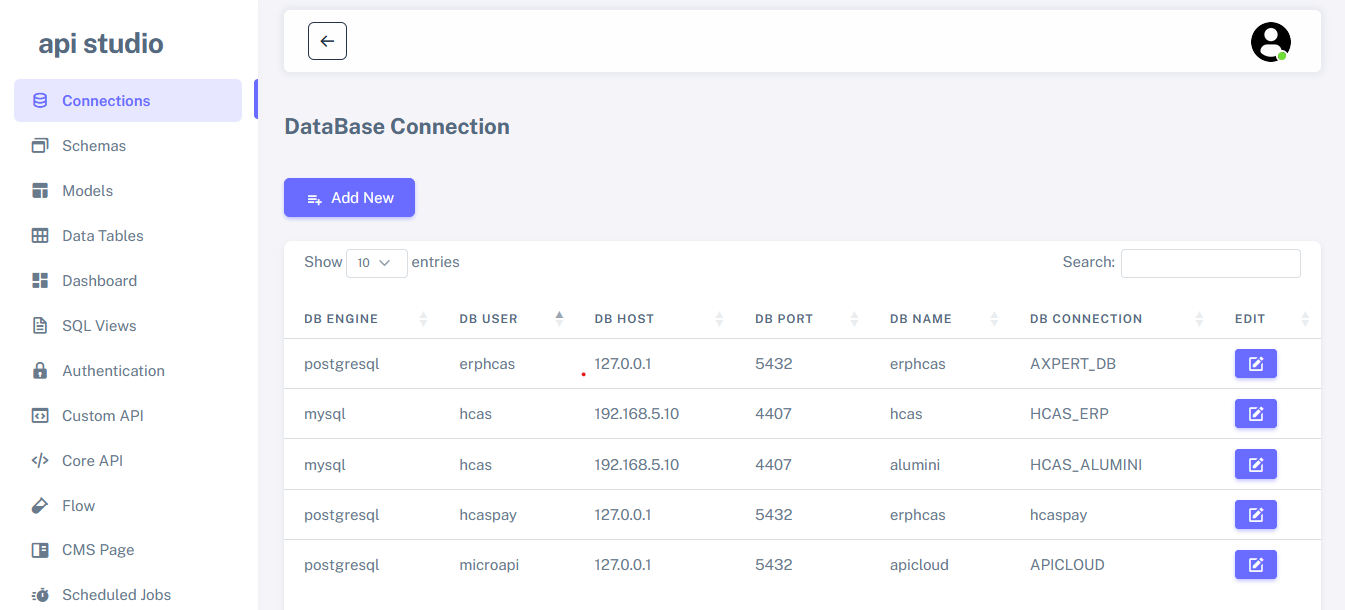 api studio
Connections
Schemas
Models
Data Tables
Dashboard
SQL Views
Authentication
Custom API
Core API
Flow
CMS Page
Scheduled Jobs
DataBase Connection
Add New
Show 10 entries Search:
DB ENGINE DB USER DB HOST DB PORT DB NAME DB CONNECTION EDIT
postgresql erphcas 127.0.0.1 5432 erphcas AXPERT_DB
mysql hcas 192.168.5.10 4407 hcas HCAS_ERP
mysql hcas 192.168.5.10 4407 alumini HCAS_ALUMINI
postgresql hcaspay 127.0.0.1 5432 erphcas hcaspay
postgresql microapi 127.0.0.1 5432 apicloud APICLOUD